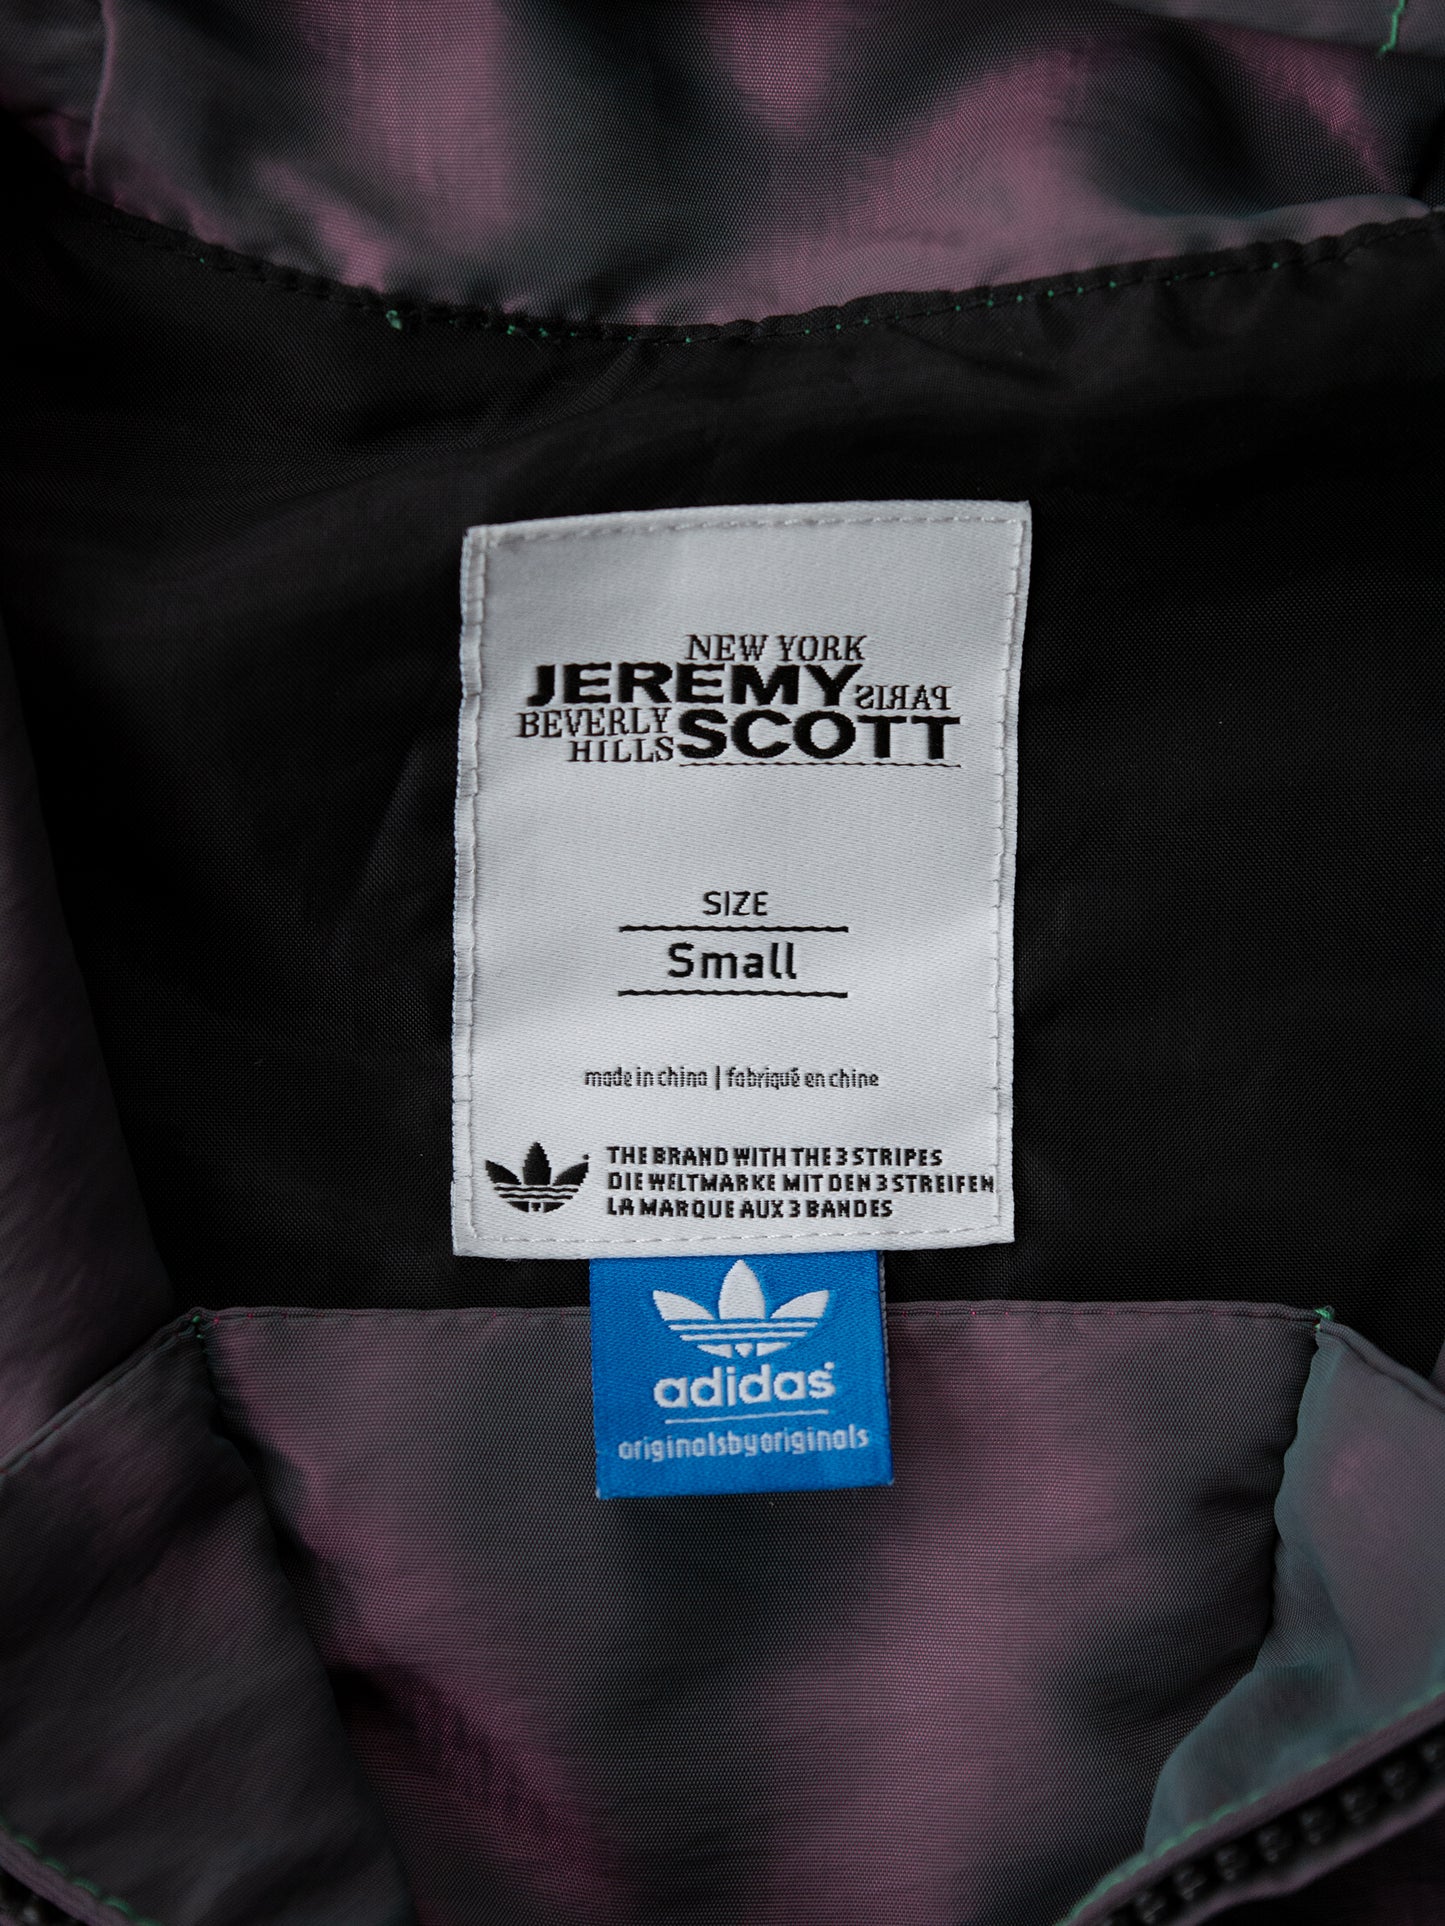 NEW YORK
JEREMY PARIS
BEVERLY SCOTT
HILLS
SIZE
Small
made in china | fabriqué en chine
THE BRAND WITH THE 3 STRIPES
DIE WELTMARKE MIT DEN 3 STREIFEN
LA MARQUE AUX 3 BANDES
adidas
originalsbyoriginals